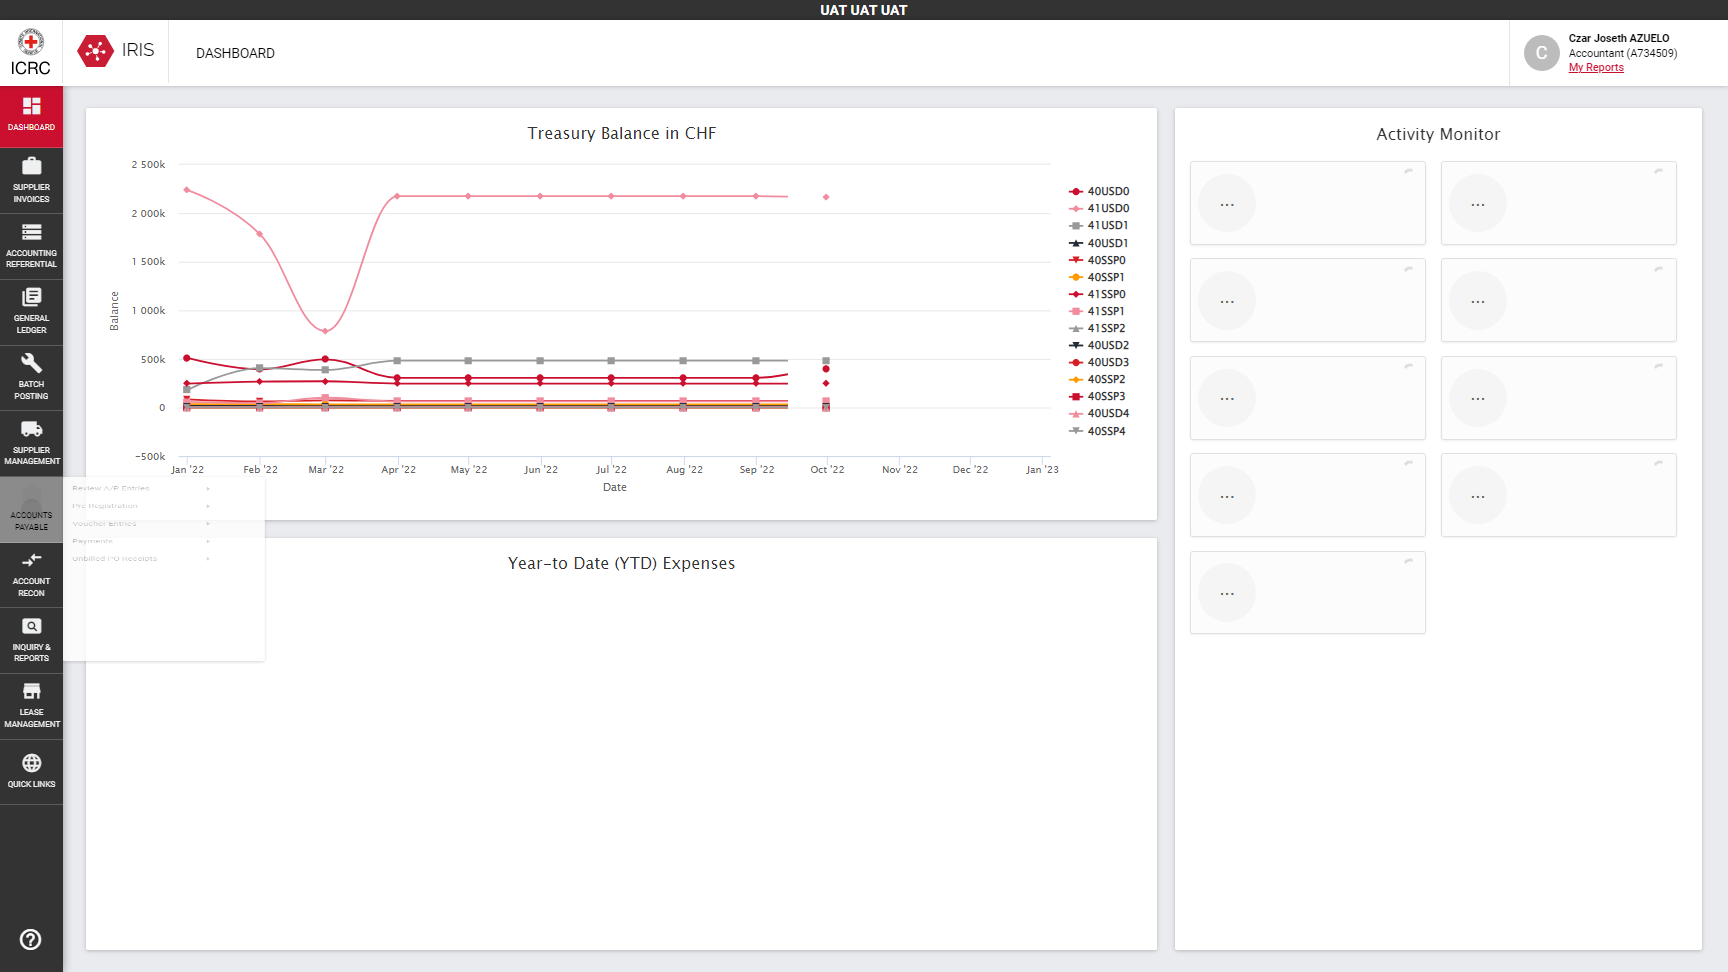 UAT UAT UAT
ICRC
IRIS
DASHBOARD
Czar Joseth AZUELO
Accountant (A734509)
My Reports
DASHBOARD
SUPPLIER
INVOICES
ACCOUNTING
REFERENTIAL
GENERAL
LEDGER
BATCH
POSTING
SUPPLIER
MANAGEMENT
ACCOUNTS
PAYABLE
ACCOUNT
RECON
INQUIRY &
REPORTS
LEASE
MANAGEMENT
QUICK LINKS
Review A/P Entries
Pre Registration
Voucher Entries
Payments
Unbilled PO Receipts
Treasury Balance in CHF
2 500k
2 000k
1 500k
1 000k
500k
0
−500k
Balance
Jan '22
Feb '22
Mar '22
Apr '22
May '22
Jun '22
Jul '22
Aug '22
Sep '22
Oct '22
Nov '22
Dec '22
Jan '23
Date
40USD0
41USD0
41USD1
40USD1
40SSP0
40SSP1
41SSP0
41SSP1
41SSP2
40USD2
40USD3
40SSP2
40SSP3
40USD4
40SSP4
Year-to Date (YTD) Expenses
Activity Monitor
...
...
...
...
...
...
...
...
...
C